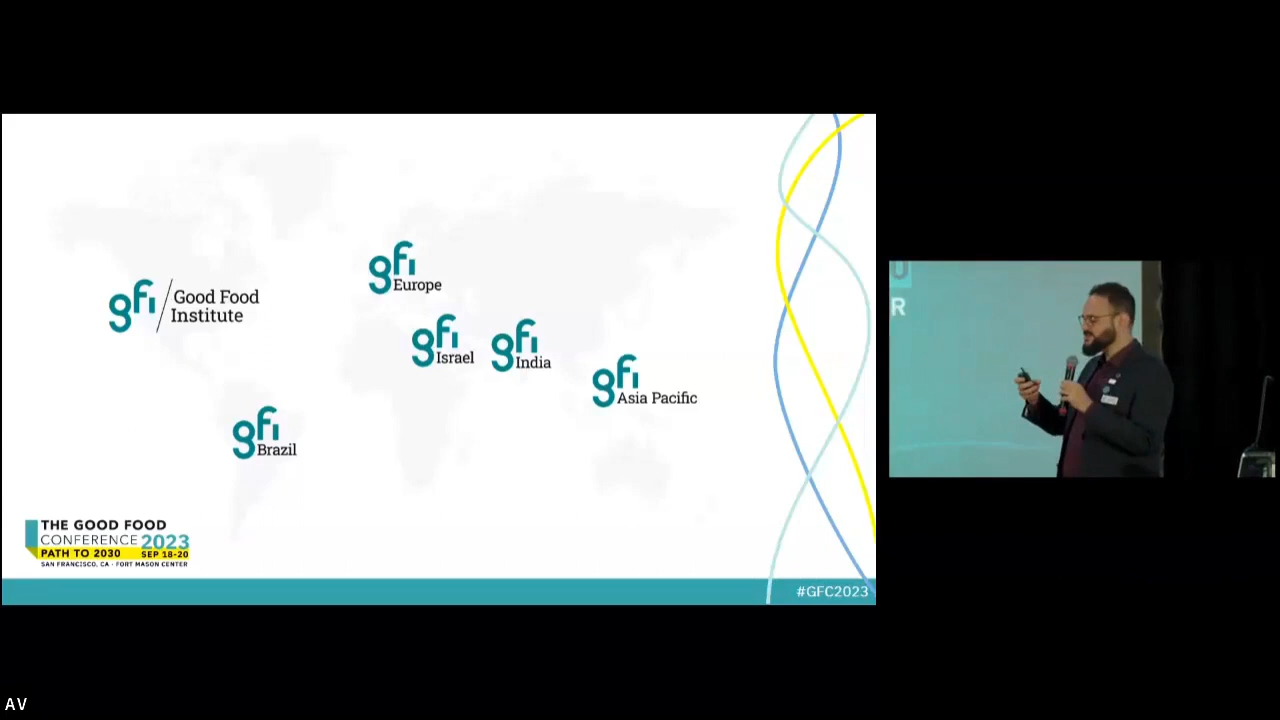 gfi
Good Food
Institute
gfi
Europe
gfi
Israel
gfi
India
gfi
Asia Pacific
gfi
Brazil
THE GOOD FOOD
CONFERENCE 2023
PATH TO 2030 SEP 18-20
SAN FRANCISCO, CA - FORT MASON CENTER
#GFC2023
U
R
AV